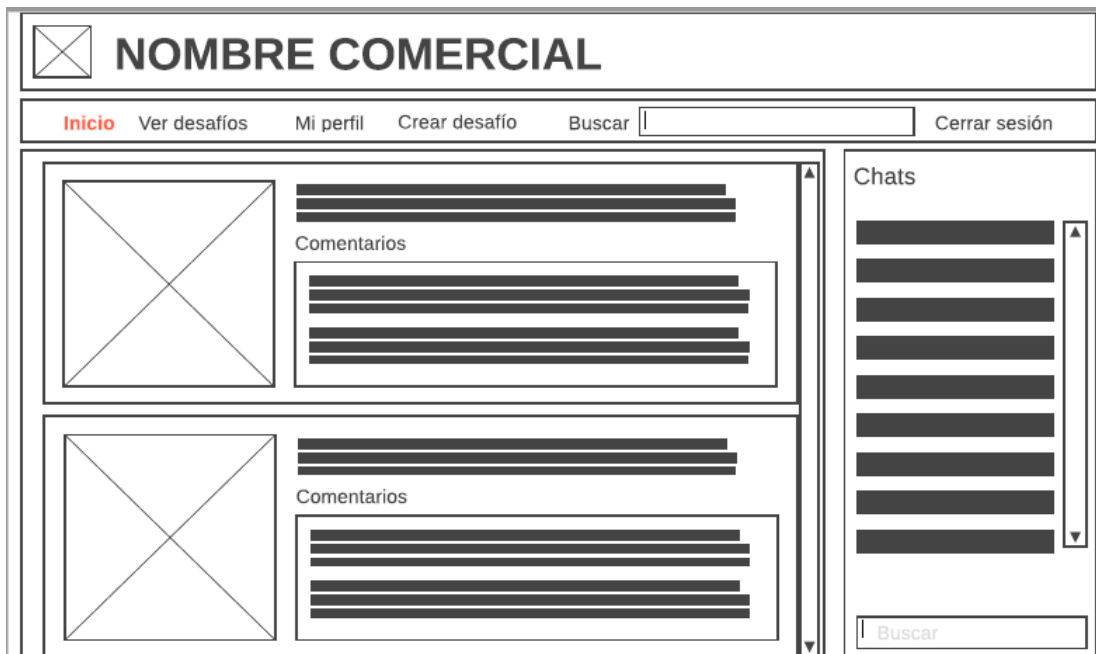 NOMBRE COMERCIAL
Inicio Ver desafíos Mi perfil Crear desafío Buscar Cerrar sesión
Chats
Comentarios
Comentarios
Buscar